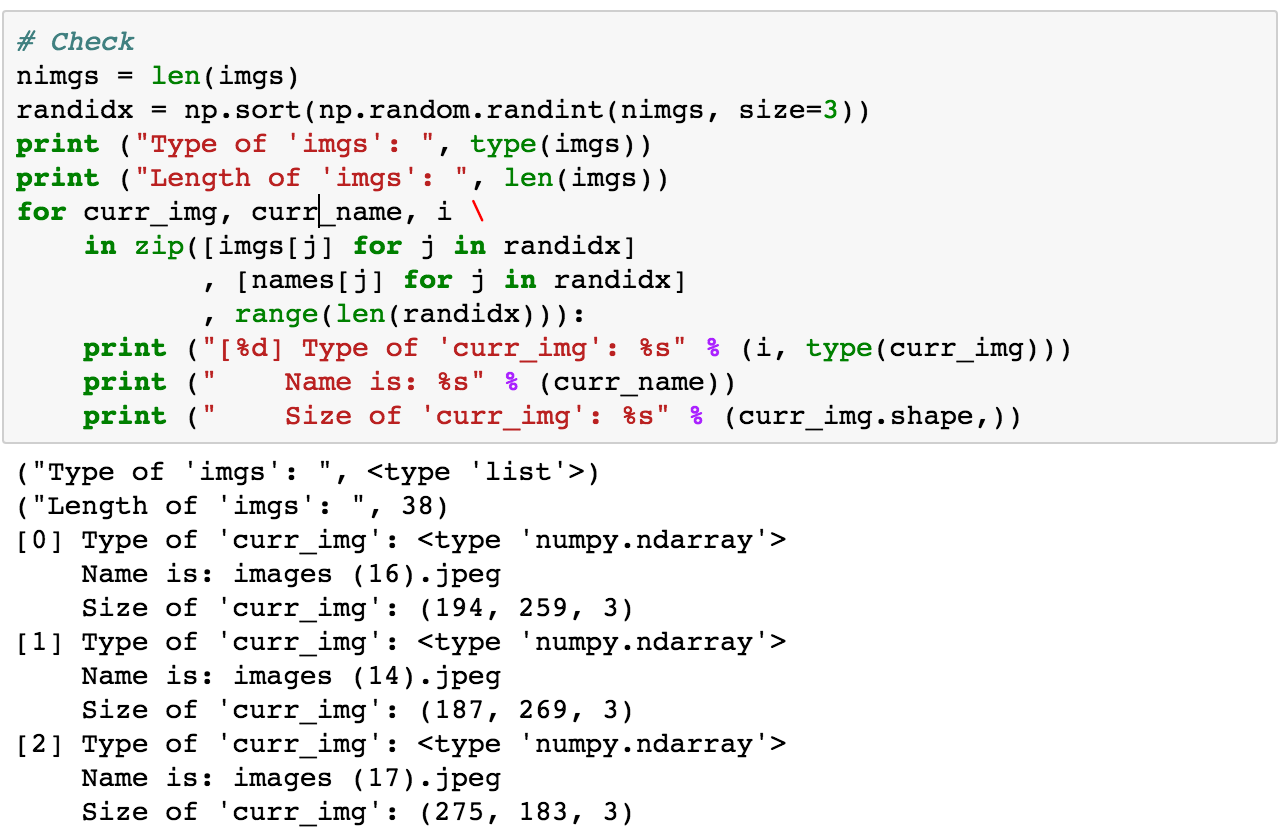 # Check
nimgs = len(imgs)
randidx = np.sort(np.random.randint(nimgs, size=3))
print ("Type of 'imgs': ", type(imgs))
print ("Length of 'imgs': ", len(imgs))
for curr_img, curr_name, i \
    in zip([imgs[j] for j in randidx]
           , [names[j] for j in randidx]
           , range(len(randidx))):
    print ("[%d] Type of 'curr_img': %s" % (i, type(curr_img)))
    print ("    Name is: %s" % (curr_name))
    print ("    Size of 'curr_img': %s" % (curr_img.shape,))
("Type of 'imgs': ", <type 'list'>)
("Length of 'imgs': ", 38)
[0] Type of 'curr_img': <type 'numpy.ndarray'>
    Name is: images (16).jpeg
    Size of 'curr_img': (194, 259, 3)
[1] Type of 'curr_img': <type 'numpy.ndarray'>
    Name is: images (14).jpeg
    Size of 'curr_img': (187, 269, 3)
[2] Type of 'curr_img': <type 'numpy.ndarray'>
    Name is: images (17).jpeg
    Size of 'curr_img': (275, 183, 3)